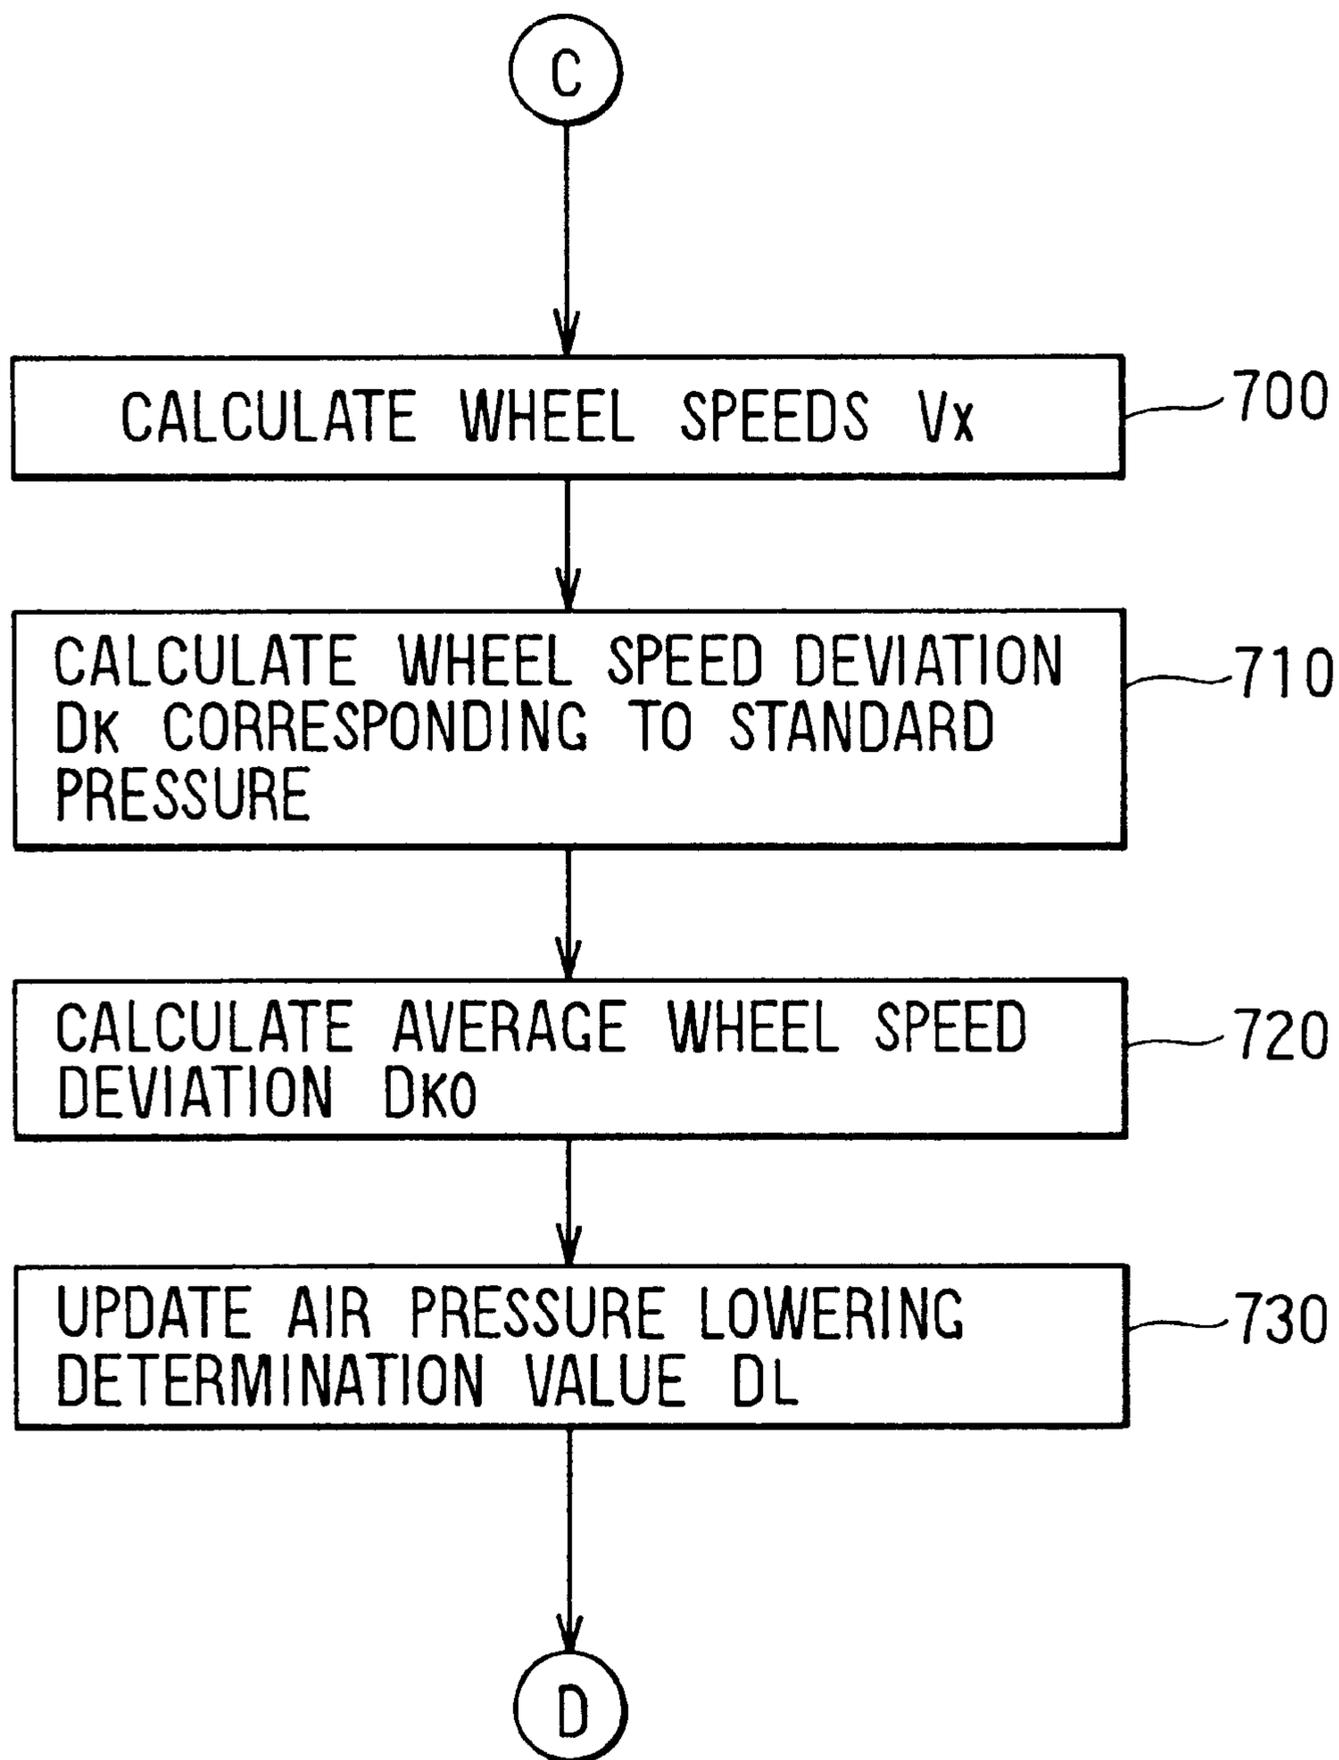 C
CALCULATE WHEEL SPEEDS Vx
700
CALCULATE WHEEL SPEED DEVIATION
DK CORRESPONDING TO STANDARD
PRESSURE
710
CALCULATE AVERAGE WHEEL SPEED
DEVIATION DKO
720
UPDATE AIR PRESSURE LOWERING
DETERMINATION VALUE DL
730
D